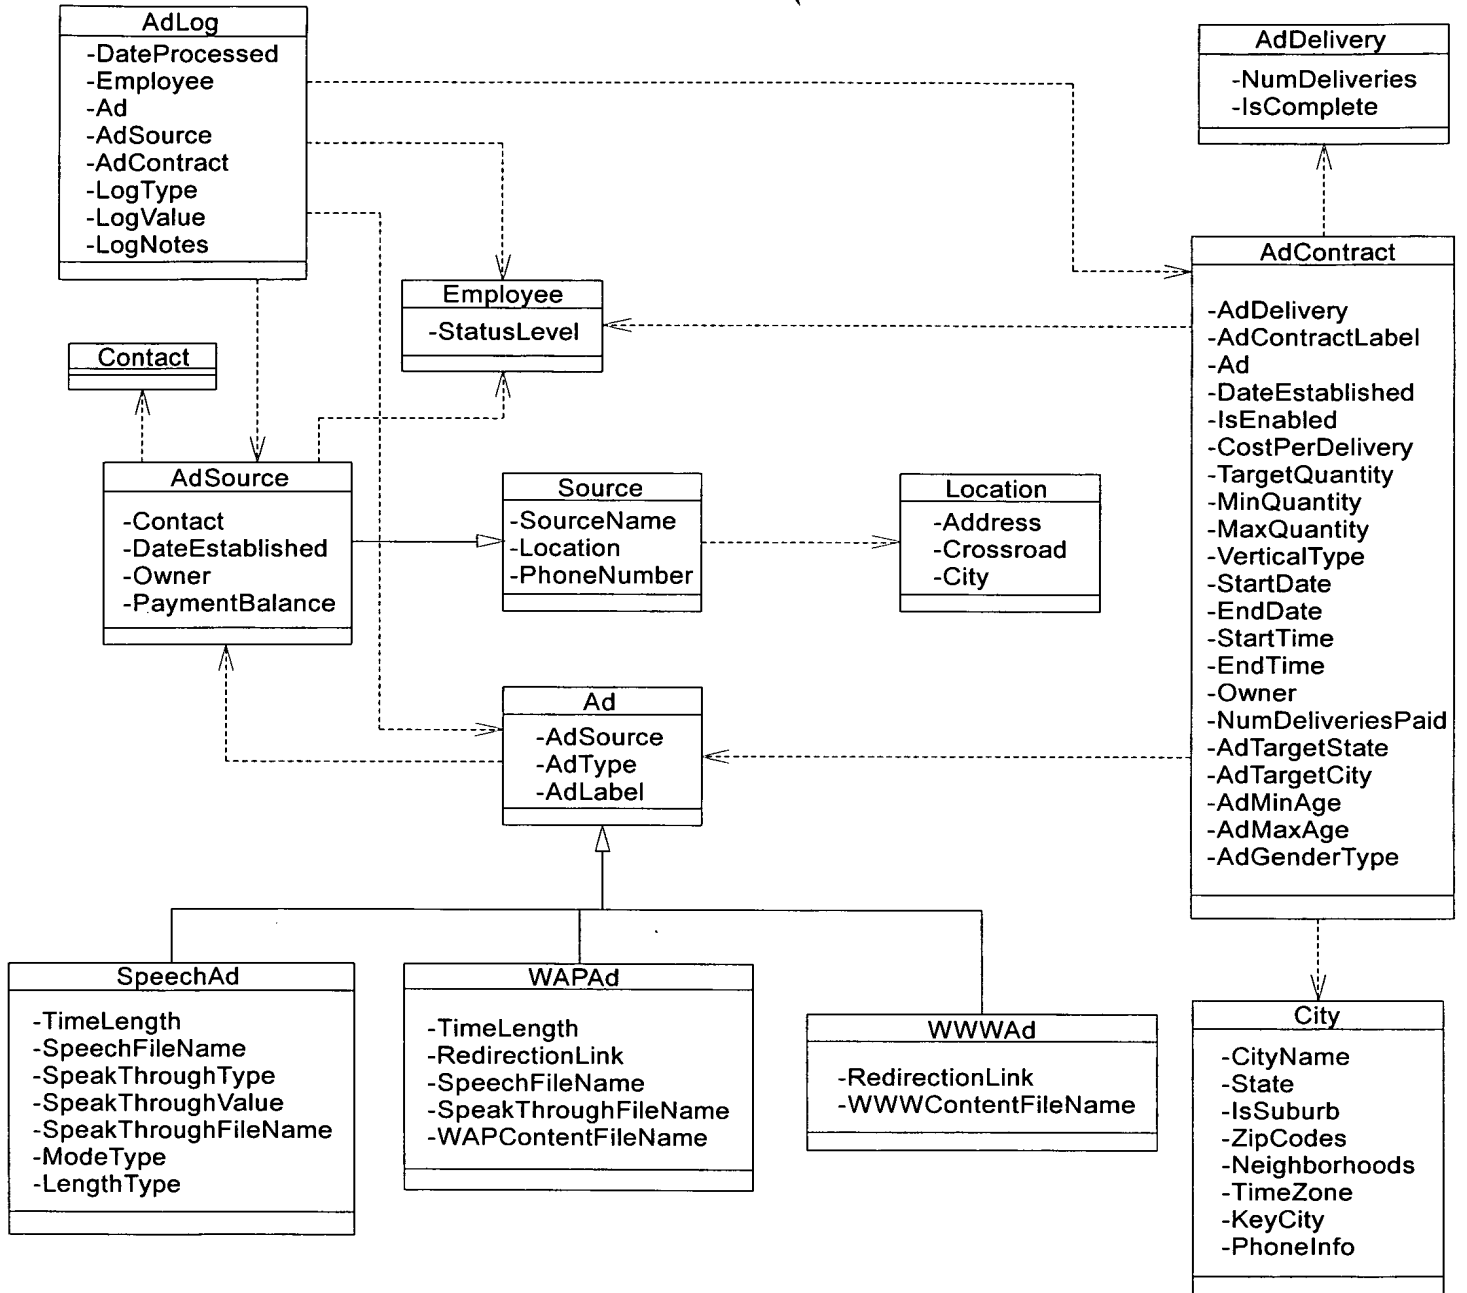 AdLog
-DateProcessed
-Employee
-Ad
-AdSource
-AdContract
-LogType
-LogValue
-LogNotes
AdDelivery
-NumDeliveries
-IsComplete
Employee
-StatusLevel
Contact
AdContract
-AdDelivery
-AdContractLabel
-Ad
-DateEstablished
-IsEnabled
-CostPerDelivery
-TargetQuantity
-MinQuantity
-MaxQuantity
-VerticalType
-StartDate
-EndDate
-StartTime
-EndTime
-Owner
-NumDeliveriesPaid
-AdTargetState
-AdTargetCity
-AdMinAge
-AdMaxAge
-AdGenderType
AdSource
-Contact
-DateEstablished
-Owner
-PaymentBalance
Source
-SourceName
-Location
-PhoneNumber
Location
-Address
-Crossroad
-City
Ad
-AdSource
-AdType
-AdLabel
SpeechAd
-TimeLength
-SpeechFileName
-SpeakThroughType
-SpeakThroughValue
-SpeakThroughFileName
-ModeType
-LengthType
WAPAd
-TimeLength
-RedirectionLink
-SpeechFileName
-SpeakThroughFileName
-WAPContentFileName
WWWAd
-RedirectionLink
-WWWContentFileName
City
-CityName
-State
-IsSuburb
-ZipCodes
-Neighborhoods
-TimeZone
-KeyCity
-PhoneInfo